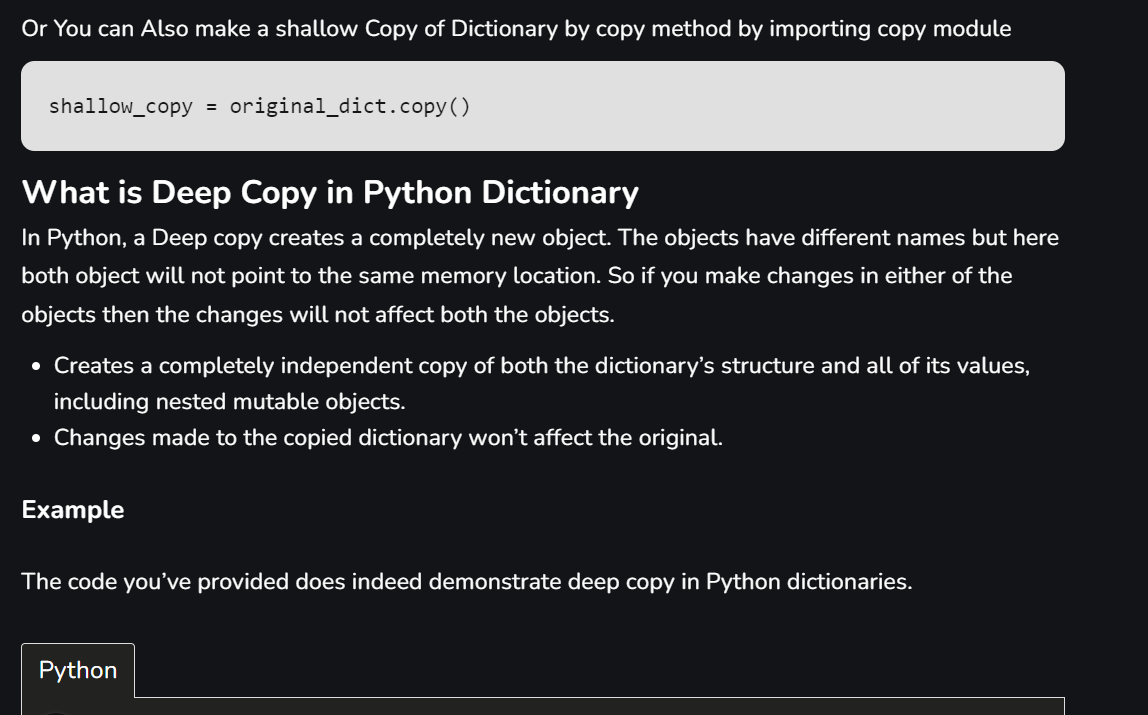 Or You can Also make a shallow Copy of Dictionary by copy method by importing copy module
shallow_copy = original_dict.copy()
What is Deep Copy in Python Dictionary
In Python, a Deep copy creates a completely new object. The objects have different names but here
both object will not point to the same memory location. So if you make changes in either of the
objects then the changes will not affect both the objects.
• Creates a completely independent copy of both the dictionary’s structure and all of its values,
including nested mutable objects.
• Changes made to the copied dictionary won’t affect the original.
Example
The code you’ve provided does indeed demonstrate deep copy in Python dictionaries.
Python